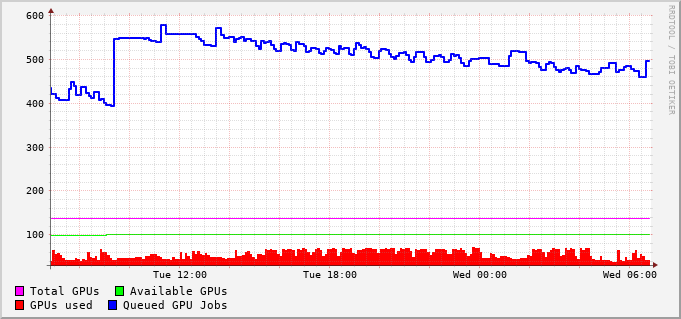 600
500
400
300
200
100
Tue 12:00 Tue 18:00 Wed 00:00 Wed 06:00
Total GPUs Available GPUs
GPUs used Queued GPU Jobs
RRDTOOL / TOBI OETIKER